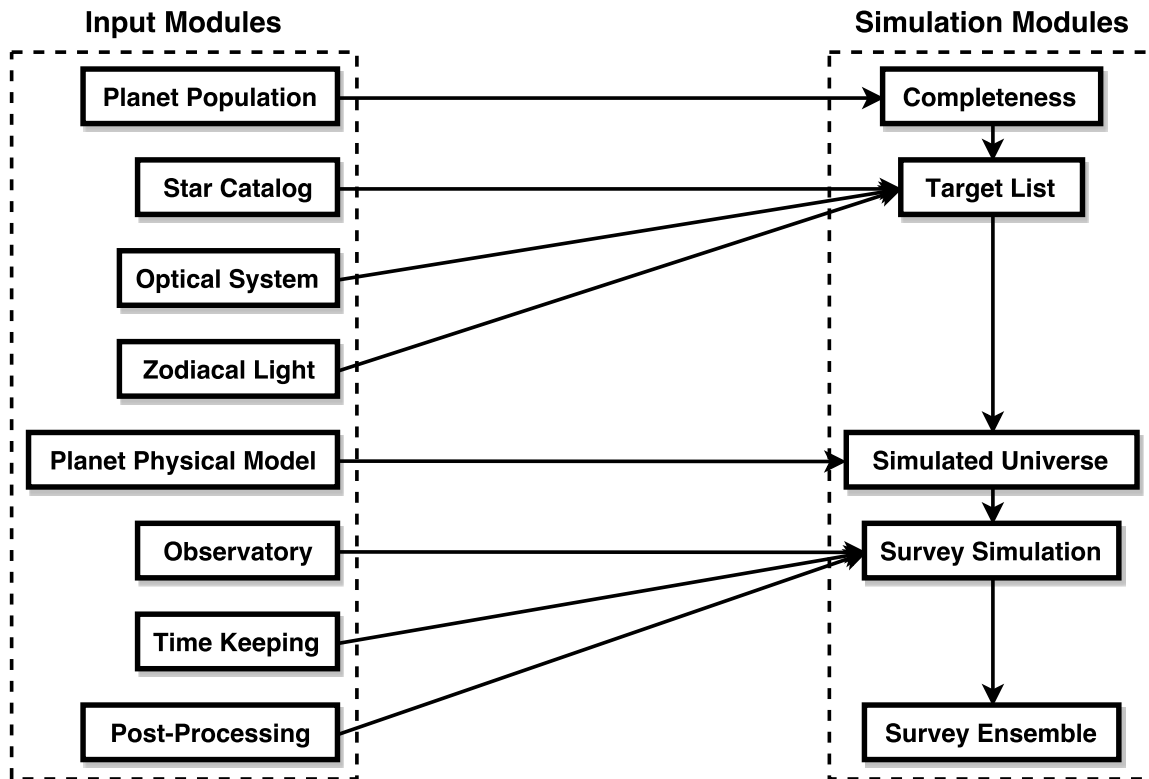 Input Modules
Simulation Modules
Planet Population
Completeness
Star Catalog
Target List
Optical System
Zodiacal Light
Planet Physical Model
Simulated Universe
Observatory
Survey Simulation
Time Keeping
Post-Processing
Survey Ensemble